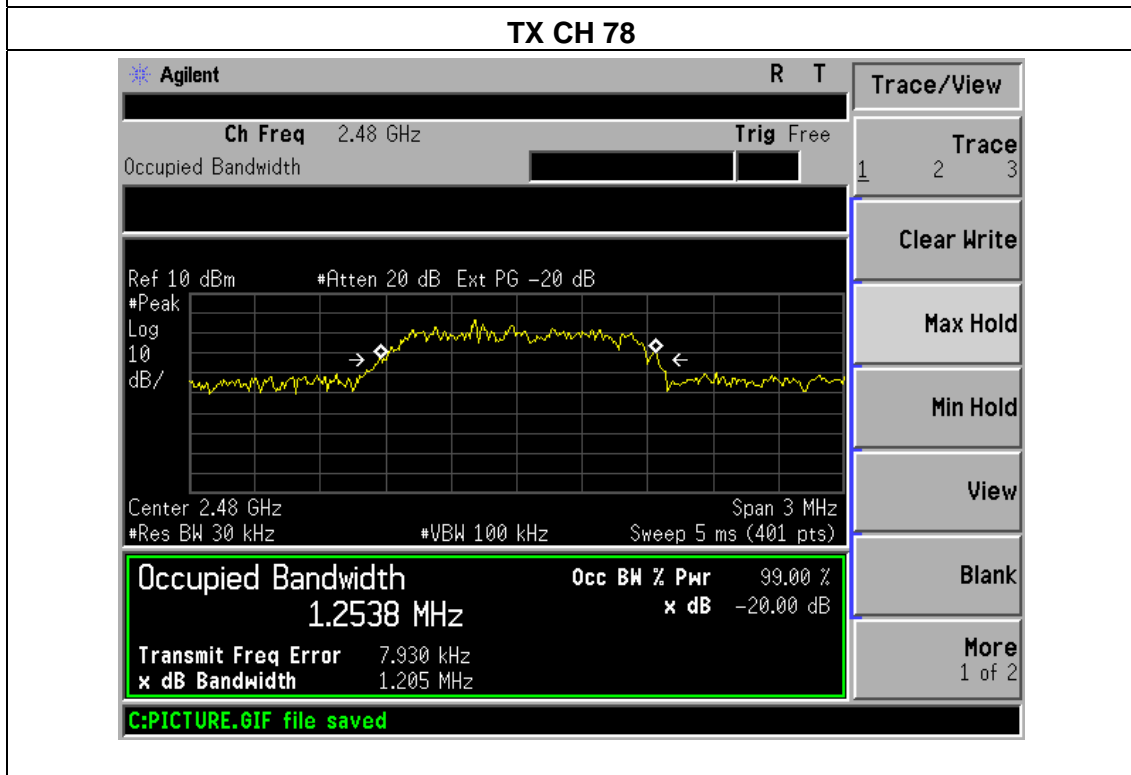 TX CH 78
Agilent
R T
Trace/View
Ch Freq 2.48 GHz
Trig Free
Occupied Bandwidth
Trace
1 2 3
Clear Write
Ref 10 dBm #Atten 20 dB Ext PG -20 dB
#Peak
Log
10
dB/
Max Hold
Min Hold
View
Center 2.48 GHz
Span 3 MHz
#Res BW 30 kHz #VBW 100 kHz Sweep 5 ms (401 pts)
Occupied Bandwidth
1.2538 MHz
Occ BW % Pwr 99.00 %
x dB -20.00 dB
Blank
Transmit Freq Error 7.930 kHz
x dB Bandwidth 1.205 MHz
More
1 of 2
C:PICTURE.GIF file saved